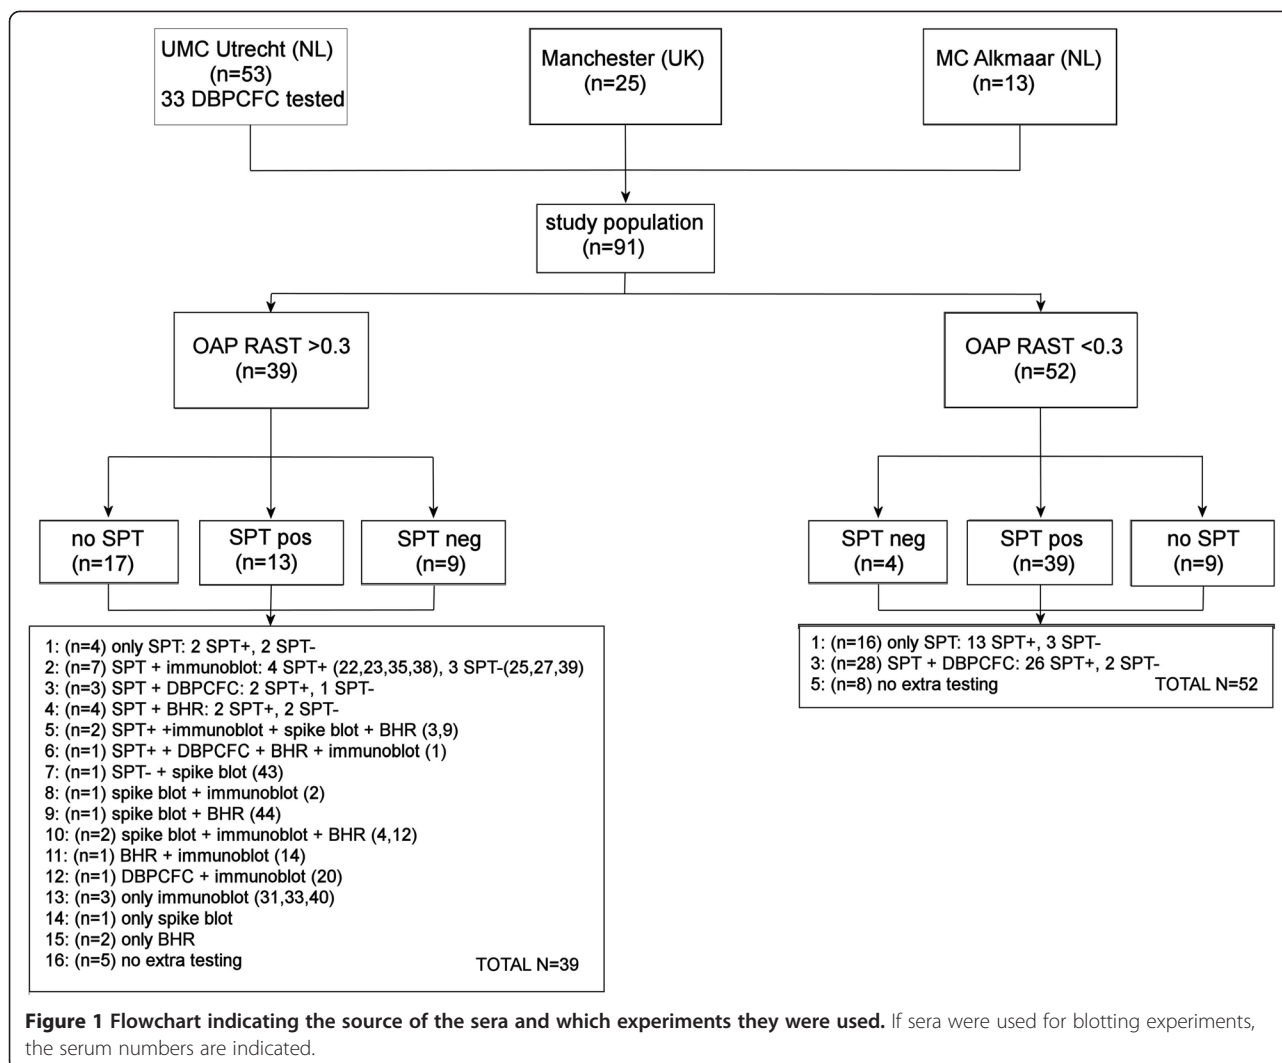 UMC Utrecht (NL)
(n=53)
33 DBPCFC tested
Manchester (UK)
(n=25)
MC Alkmaar (NL)
(n=13)
study population
(n=91)
OAP RAST >0.3
(n=39)
OAP RAST <0.3
(n=52)
no SPT
(n=17)
SPT pos
(n=13)
SPT neg
(n=9)
SPT neg
(n=4)
SPT pos
(n=39)
no SPT
(n=9)
1: (n=4) only SPT: 2 SPT+, 2 SPT-
2: (n=7) SPT + immunoblot: 4 SPT+ (22,23,35,38), 3 SPT-(25,27,39)
3: (n=3) SPT + DBPCFC: 2 SPT+, 1 SPT-
4: (n=4) SPT + BHR: 2 SPT+, 2 SPT-
5: (n=2) SPT+ +immunoblot + spike blot + BHR (3,9)
6: (n=1) SPT+ + DBPCFC + BHR + immunoblot (1)
7: (n=1) SPT- + spike blot (43)
8: (n=1) spike blot + immunoblot (2)
9: (n=1) spike blot + BHR (44)
10: (n=2) spike blot + immunoblot + BHR (4,12)
11: (n=1) BHR + immunoblot (14)
12: (n=1) DBPCFC + immunoblot (20)
13: (n=3) only immunoblot (31,33,40)
14: (n=1) only spike blot
15: (n=2) only BHR
16: (n=5) no extra testing TOTAL N=39
1: (n=16) only SPT: 13 SPT+, 3 SPT-
3: (n=28) SPT + DBPCFC: 26 SPT+, 2 SPT-
5: (n=8) no extra testing TOTAL N=52
Figure 1 Flowchart indicating the source of the sera and which experiments they were used. If sera were used for blotting experiments,
the serum numbers are indicated.